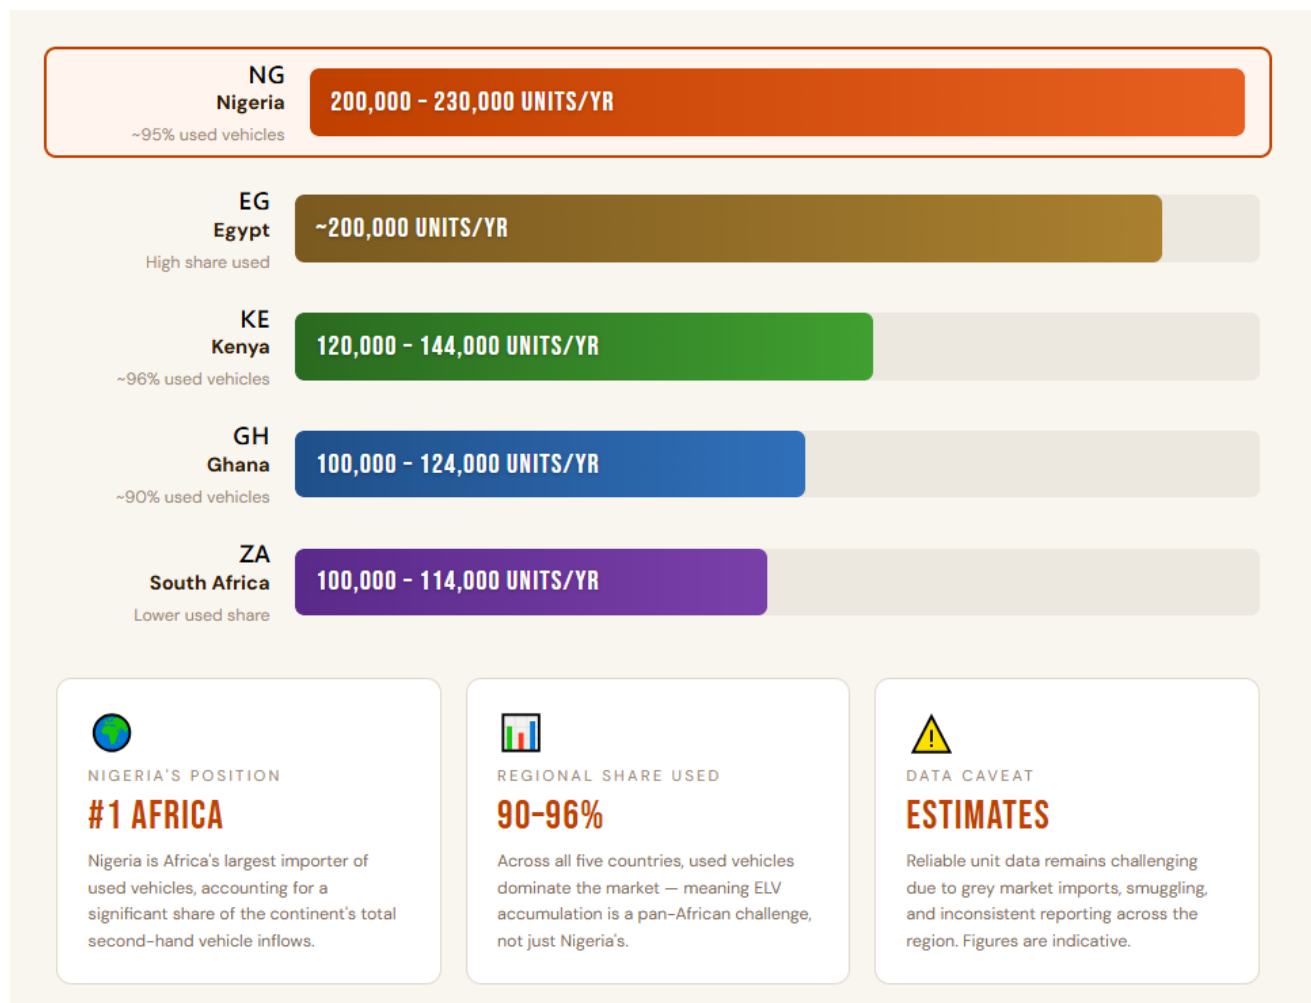 NG
Nigeria
~95% used vehicles
200,000 – 230,000 UNITS/YR
EG
Egypt
High share used
~200,000 UNITS/YR
KE
Kenya
~96% used vehicles
120,000 – 144,000 UNITS/YR
GH
Ghana
~90% used vehicles
100,000 – 124,000 UNITS/YR
ZA
South Africa
Lower used share
100,000 – 114,000 UNITS/YR
NIGERIA'S POSITION
#1 AFRICA
Nigeria is Africa's largest importer of
used vehicles, accounting for a
significant share of the continent's total
second-hand vehicle inflows.
REGIONAL SHARE USED
90–96%
Across all five countries, used vehicles
dominate the market — meaning ELV
accumulation is a pan-African challenge,
not just Nigeria's.
DATA CAVEAT
ESTIMATES
Reliable unit data remains challenging
due to grey market imports, smuggling,
and inconsistent reporting across the
region. Figures are indicative.